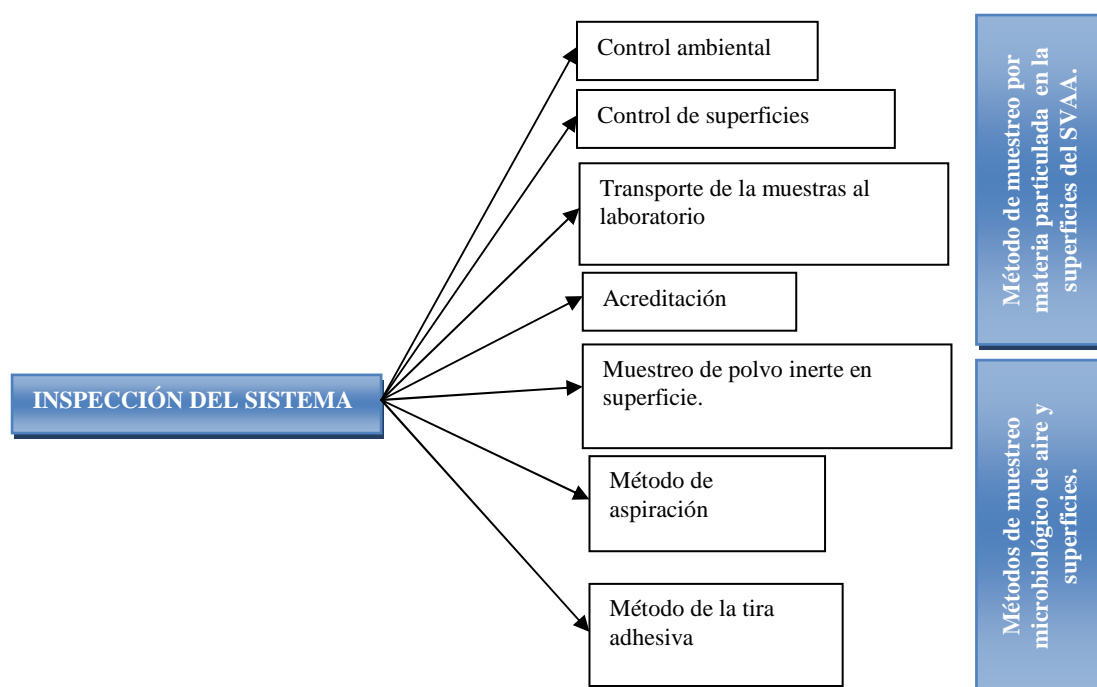 Control ambiental
Control de superficies
Transporte de la muestras al
laboratorio
Acreditación
INSPECCIÓN DEL SISTEMA
Muestreo de polvo inerte en
superficie.
Método de
aspiración
Método de la tira
adhesiva
Método de muestreo por
materia particulada en la
superficies del SVAA.
Métodos de muestreo
microbiológico de aire y
superficies.